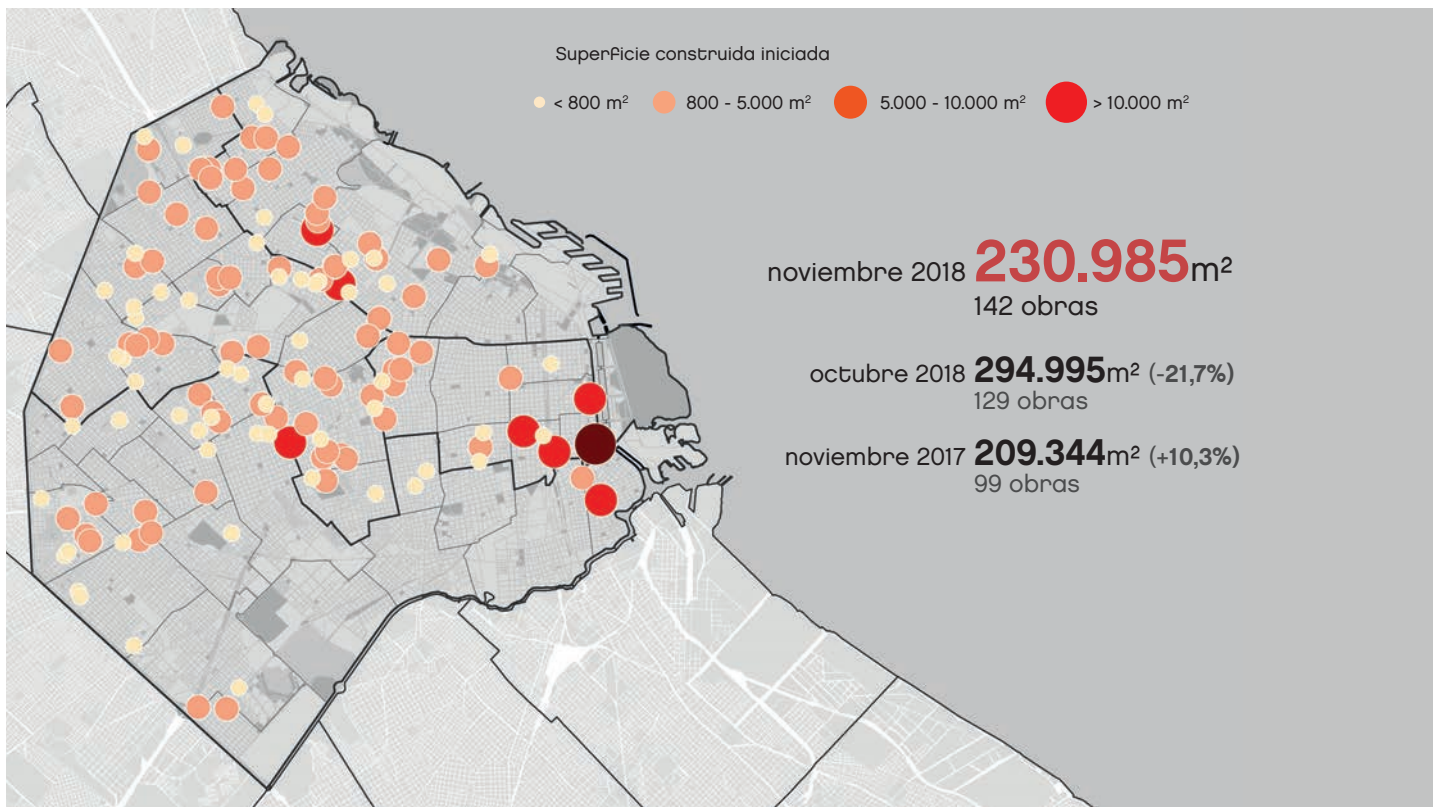 Superficie construida iniciada
< 800 m² 800 - 5.000 m² 5.000 - 10.000 m² > 10.000 m²
noviembre 2018 230.985m²
142 obras
octubre 2018 294.995m² (-21,7%)
129 obras
noviembre 2017 209.344m² (+10,3%)
99 obras